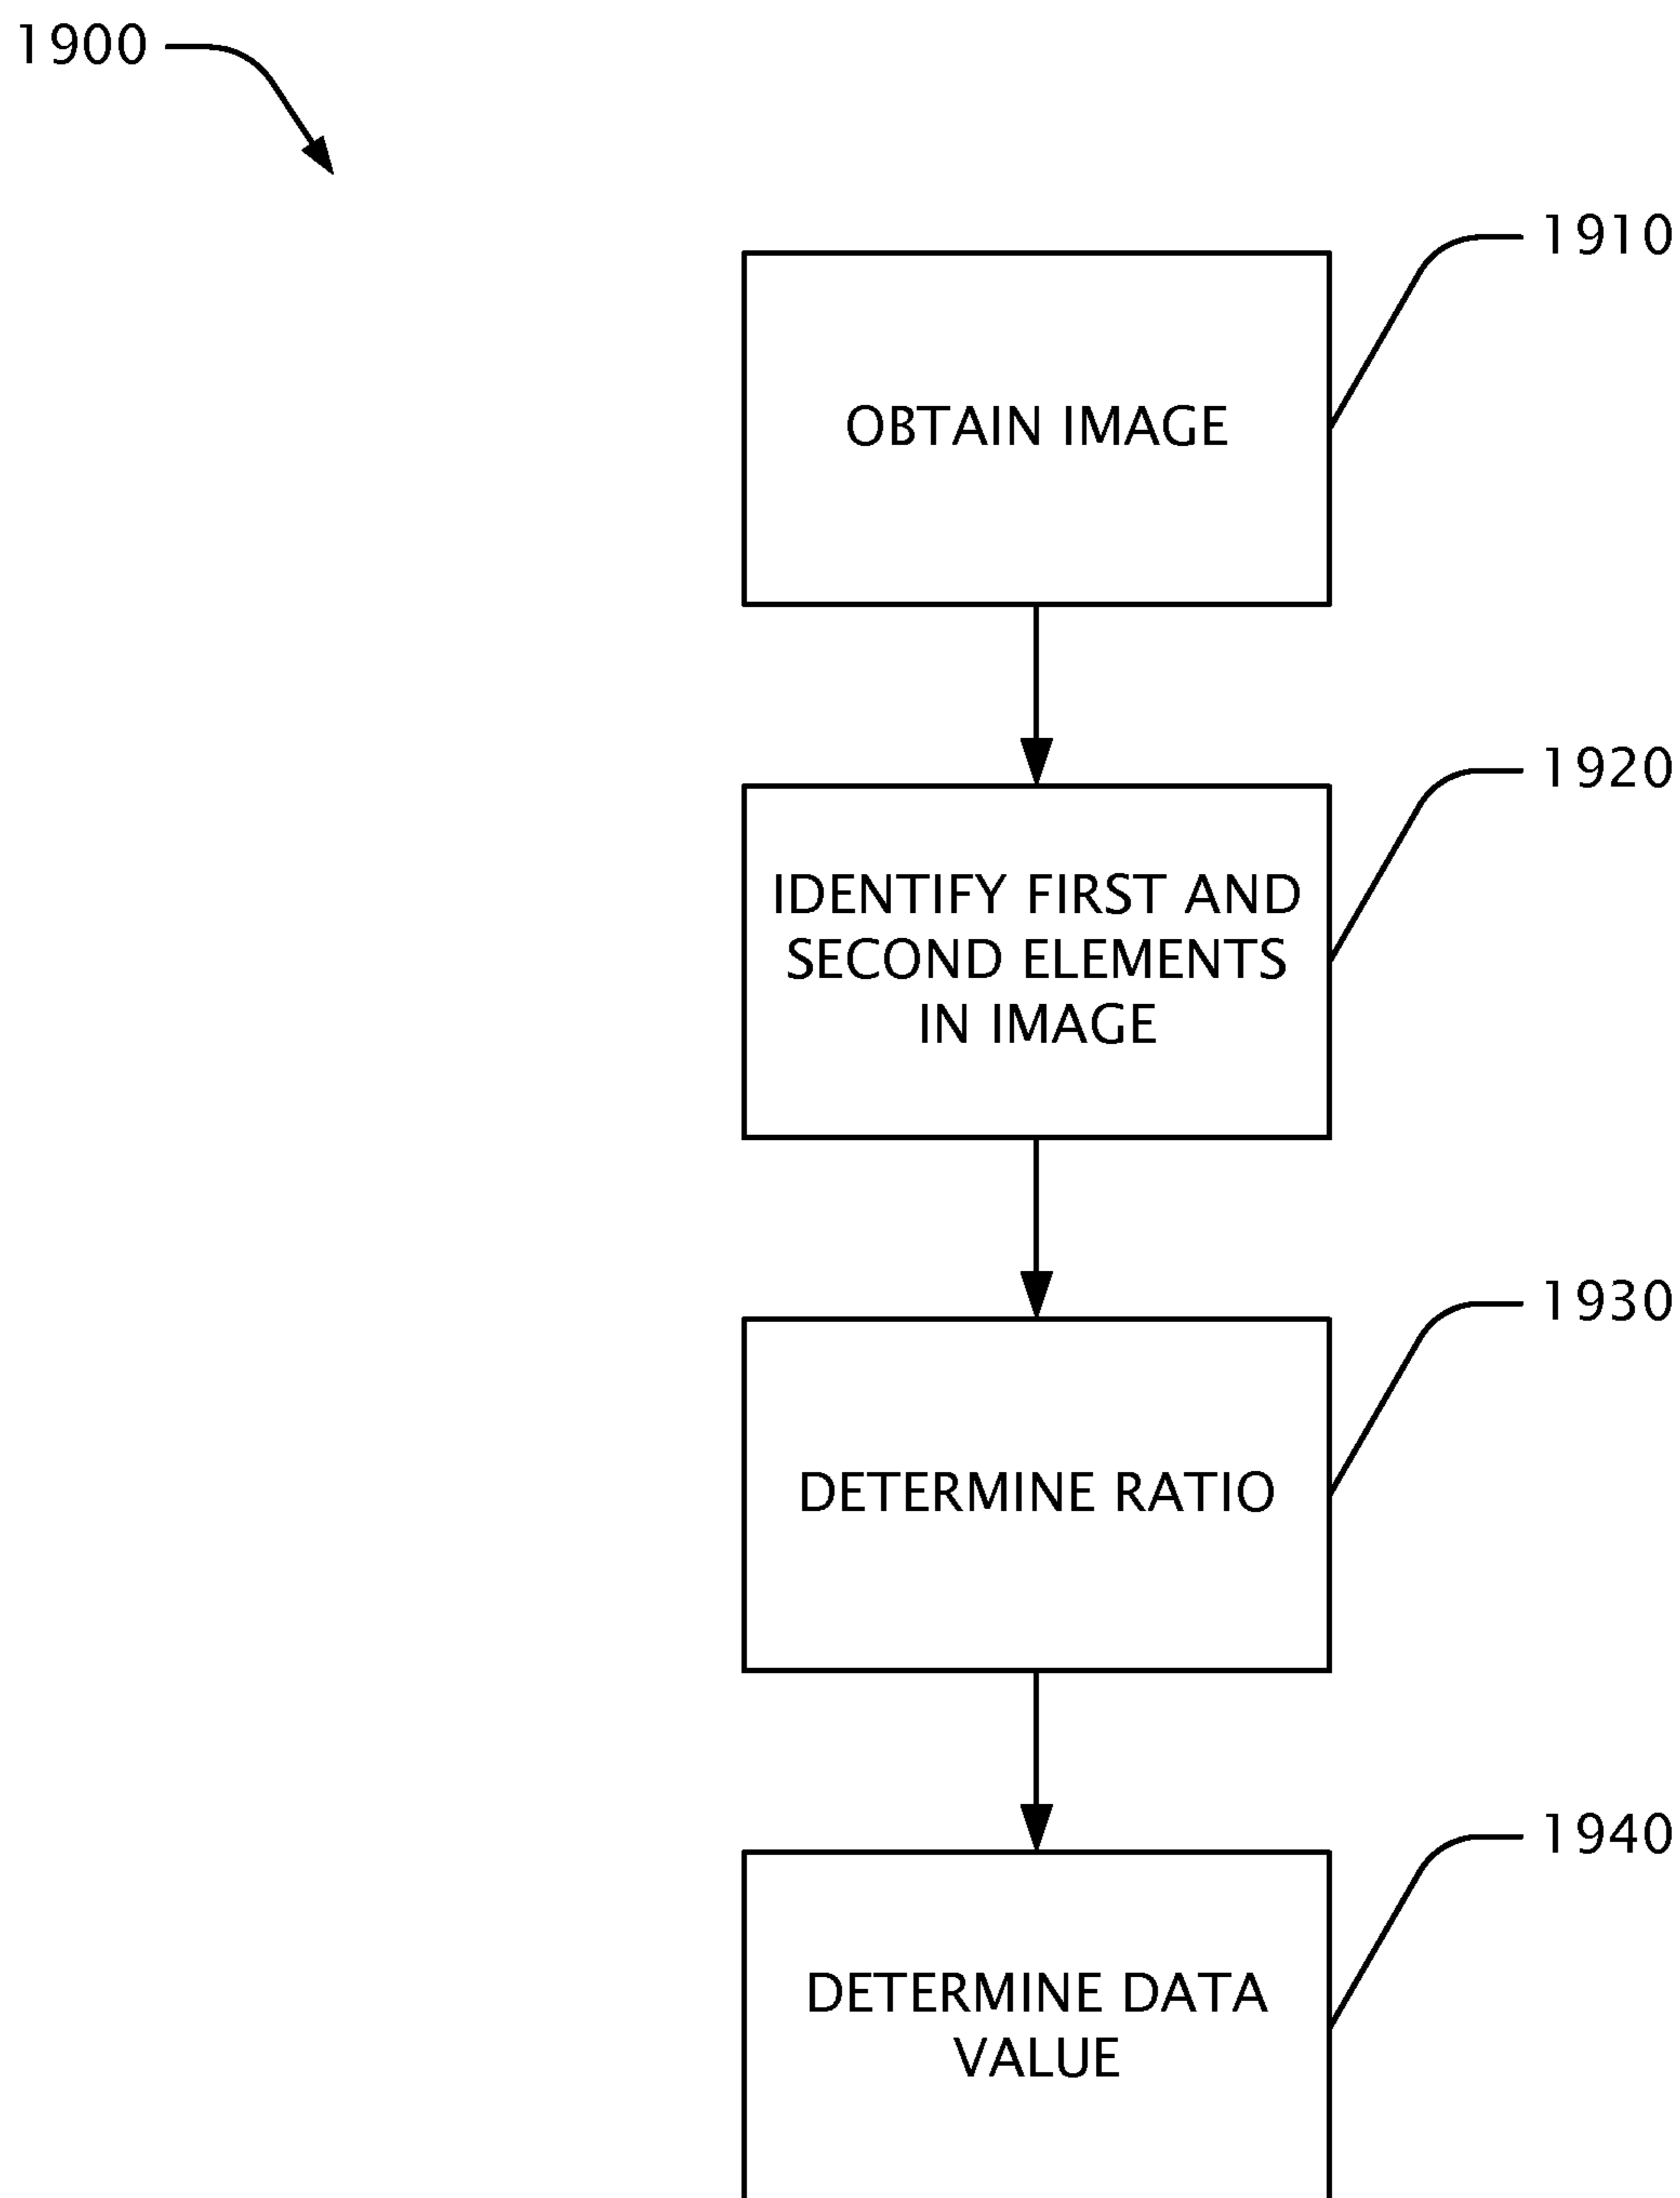 1900
1910
OBTAIN IMAGE
1920
IDENTIFY FIRST AND
SECOND ELEMENTS
IN IMAGE
1930
DETERMINE RATIO
1940
DETERMINE DATA
VALUE